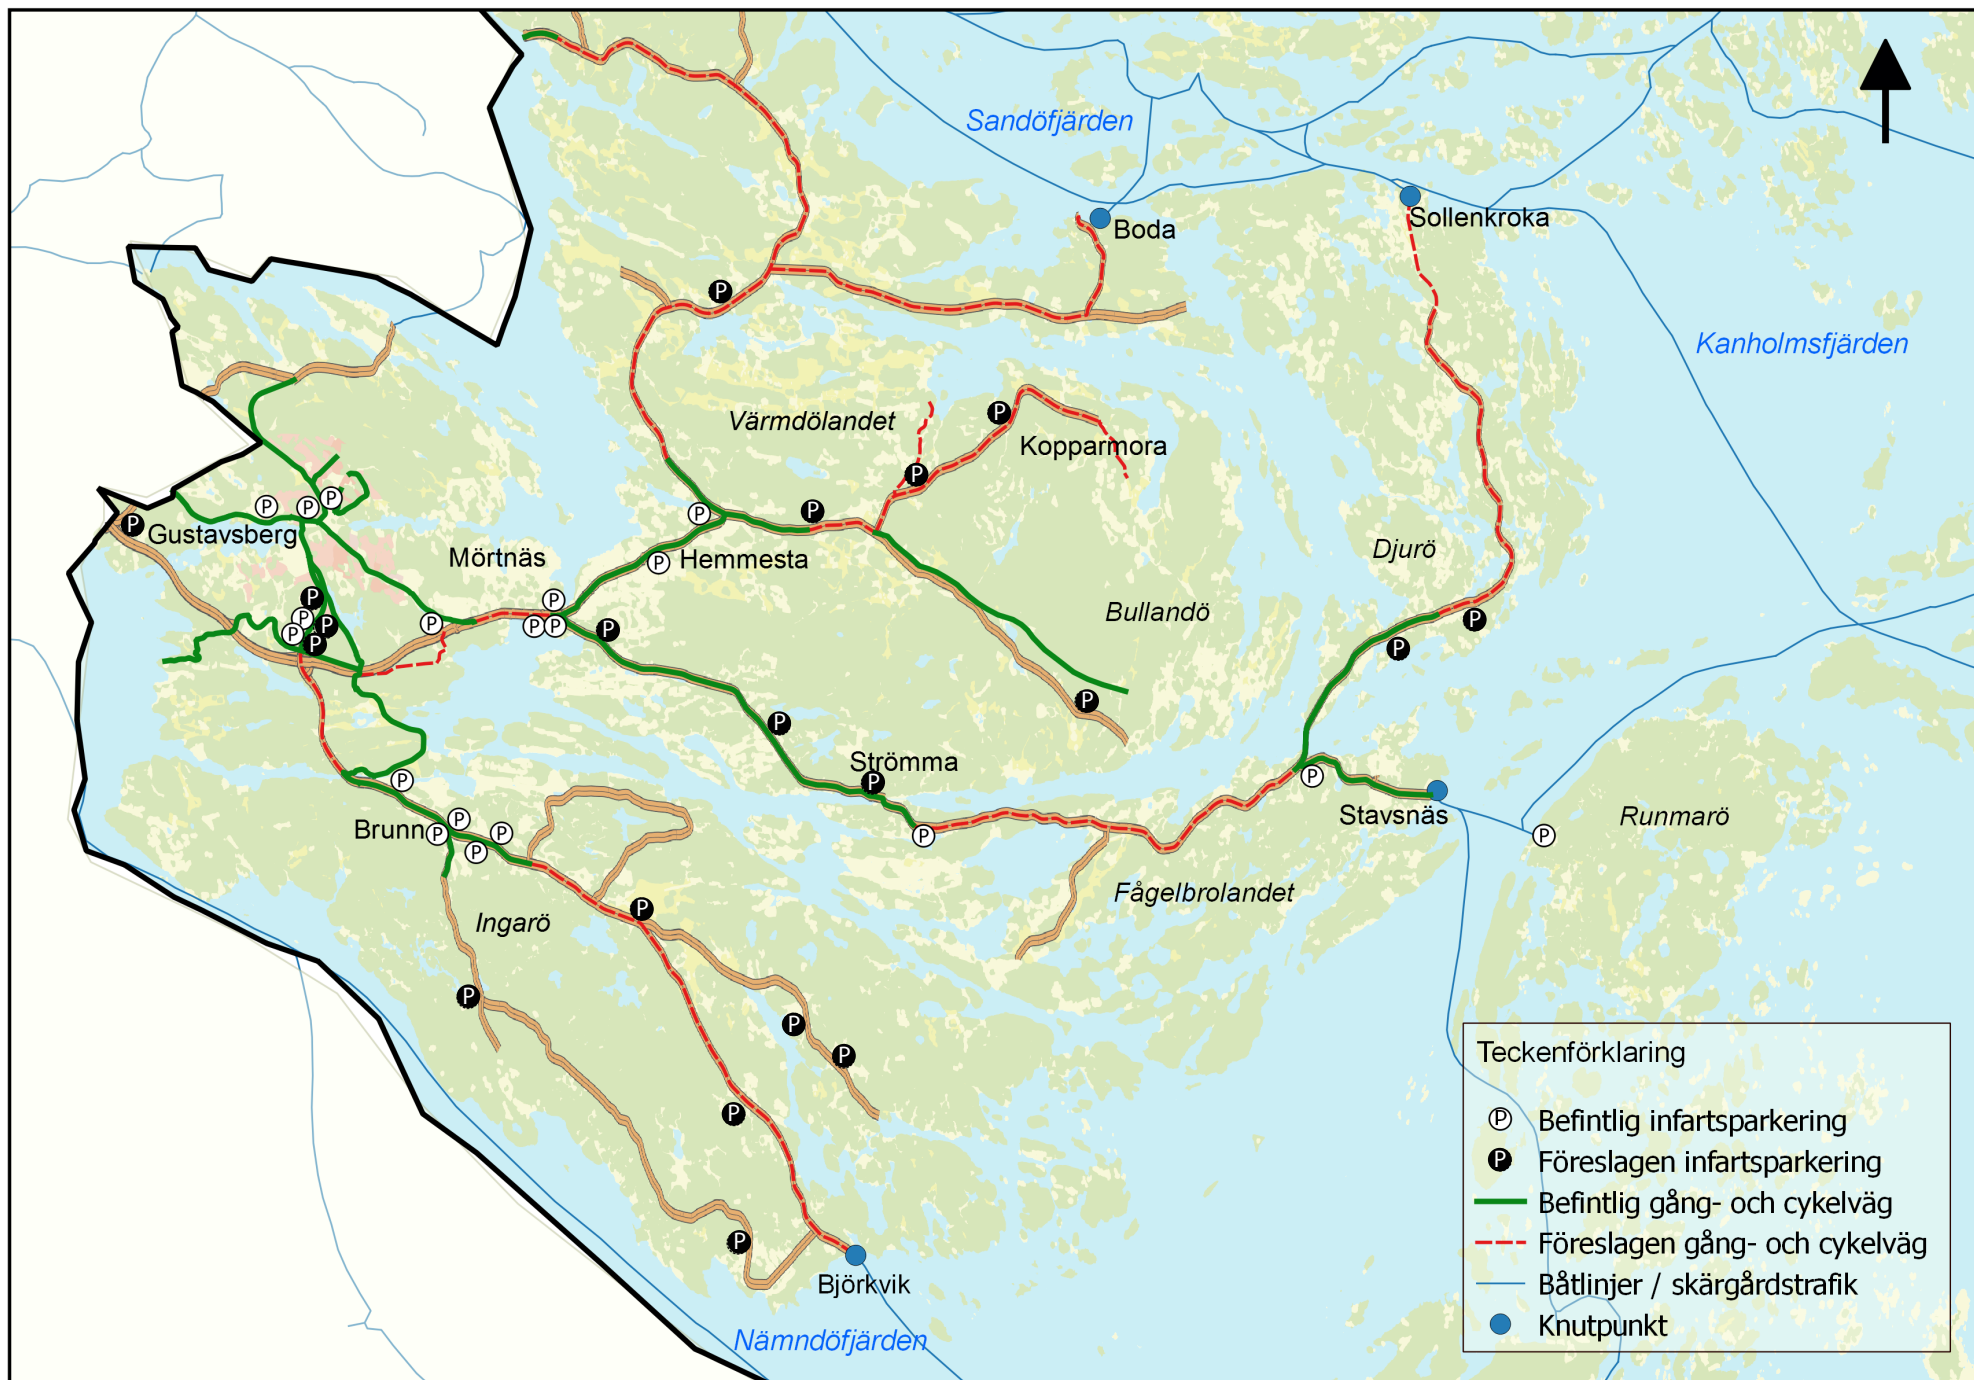 Sandöfjärden
Sollenkroka
Boda
Kanholmsfjärden
Värmdölandet
Kopparmora
Gustavsberg
Mörtnäs
Hemmesta
Djurö
Bullandö
Strömma
Stavsnäs
Runmarö
Brunn
Fågelbrolandet
Ingarö
Björkvik
Nämndöfjärden
Teckenförklaring
P Befintlig infartsparkering
P Föreslagen infartsparkering
Befintlig gång- och cykelväg
Föreslagen gång- och cykelväg
Båtlinjer / skärgårdstrafik
Knutpunkt